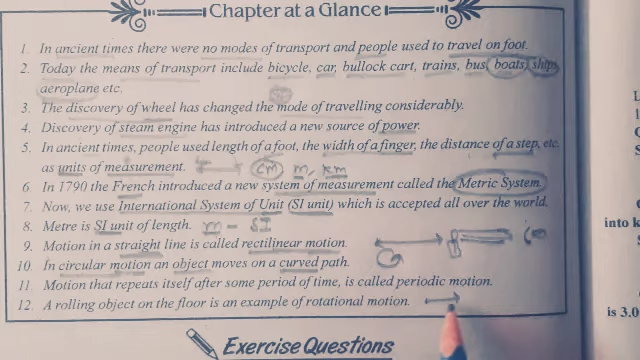 Chapter at a Glance
1. In ancient times there were no modes of transport and people used to travel on foot.
2. Today the means of transport include bicycle, car, bullock cart, trains, bus, boats, ship,
aeroplane etc.
3. The discovery of wheel has changed the mode of travelling considerably.
4. Discovery of steam engine has introduced a new source of power.
5. In ancient times, people used length of a foot, the width of a finger, the distance of a step, etc.
as units of measurement. cm m, km
6. In 1790 the French introduced a new system of measurement called the Metric System.
7. Now, we use International System of Unit (SI unit) which is accepted all over the world.
8. Metre is SI unit of length. m - SI
9. Motion in a straight line is called rectilinear motion.
10. In circular motion an object moves on a curved path.
11. Motion that repeats itself after some period of time, is called periodic motion.
12. A rolling object on the floor is an example of rotational motion.
Exercise Questions
into k
is 3.0